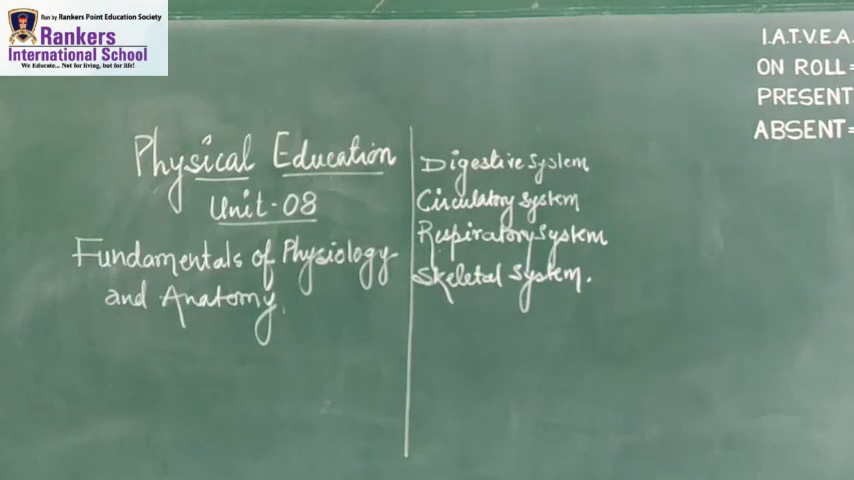 Run by Rankers Point Education Society
Rankers
International School
We Educate... Not for living, but for life!
Physical Education
Unit-08
Fundamentals of Physiology
and Anatomy.
Digestive System
Circulatory System
Respiratory System
Skeletal System.
I.A.T.V.E.A.
ON ROLL=
PRESENT
ABSENT=